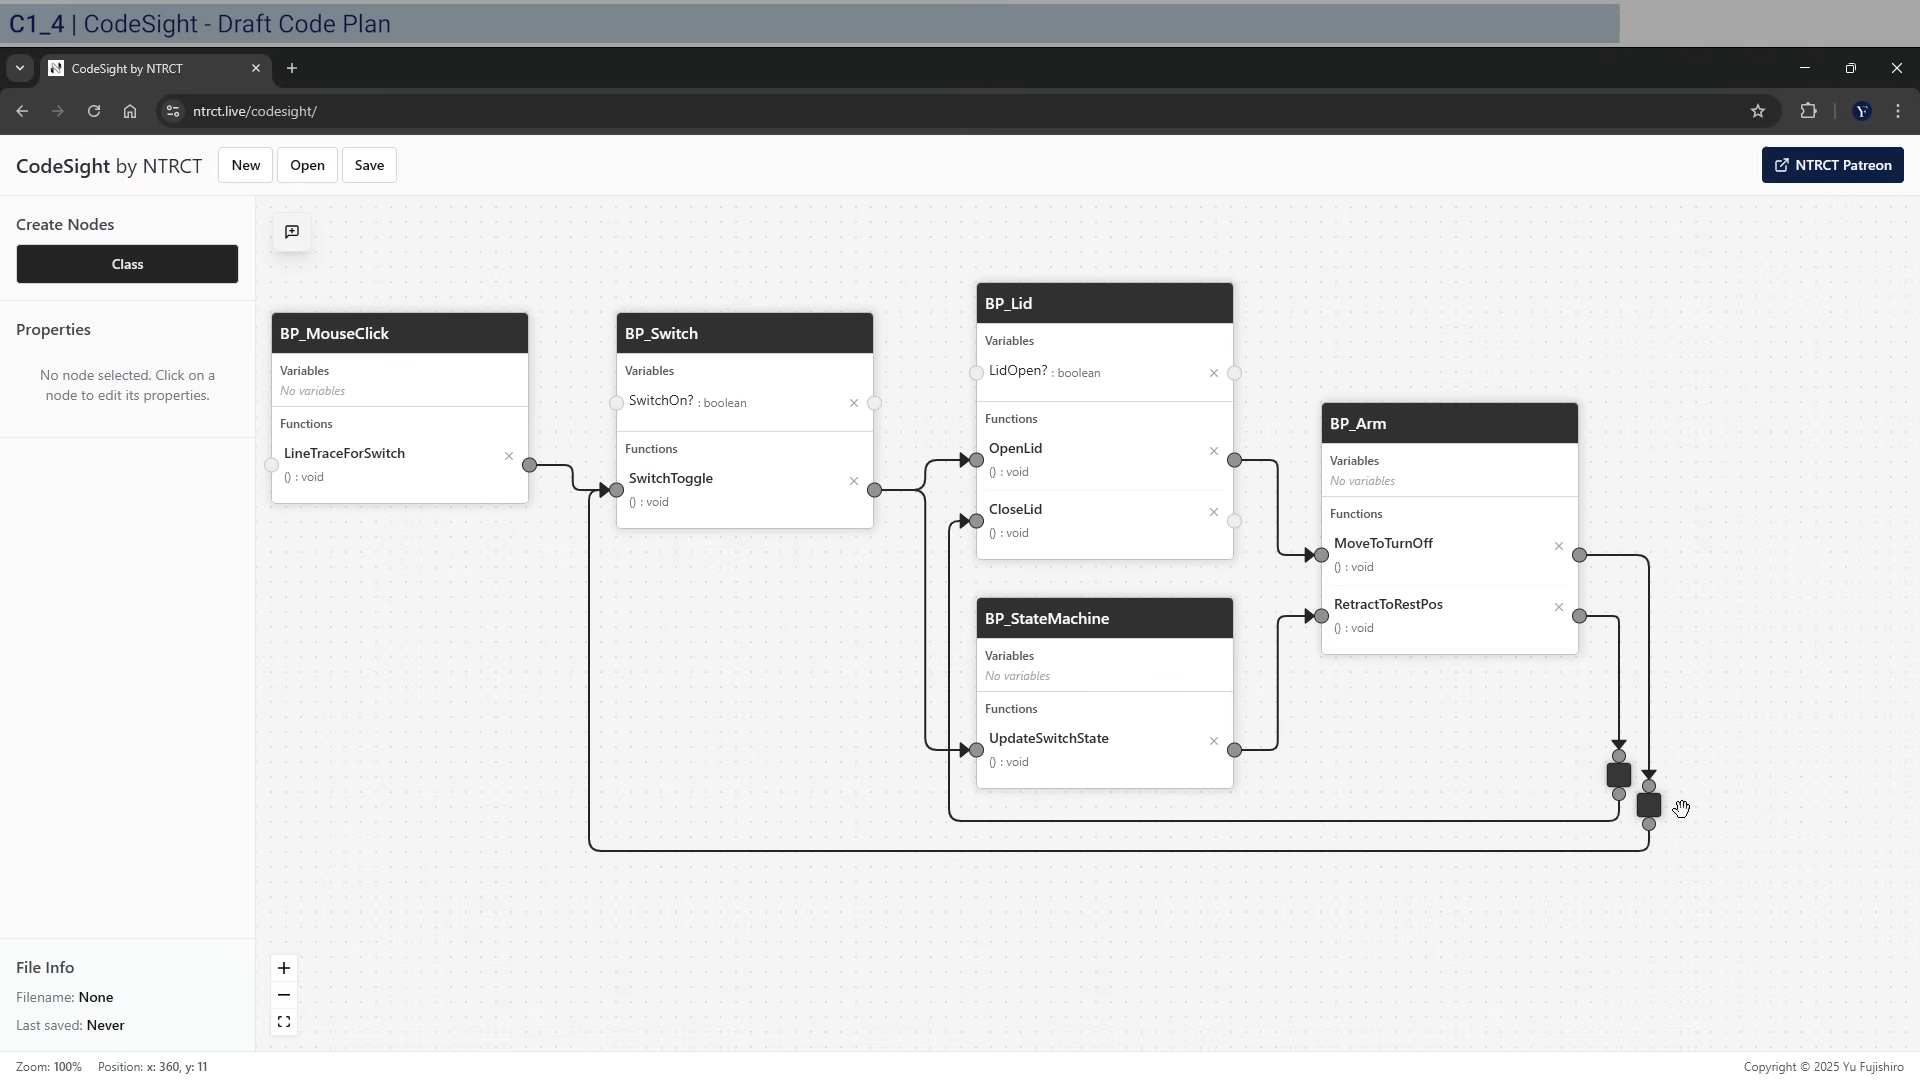 C1_4 | CodeSight - Draft Code Plan
CodeSight by NTRCT
ntrct.live/codesight/
Y
CodeSight by NTRCT
New
Open
Save
NTRCT Patreon
Create Nodes
Class
Properties
No node selected. Click on a
node to edit its properties.
BP_MouseClick
Variables
No variables
Functions
LineTraceForSwitch
() : void
BP_Switch
Variables
SwitchOn? : boolean
Functions
SwitchToggle
() : void
BP_Lid
Variables
LidOpen? : boolean
Functions
OpenLid
() : void
CloseLid
() : void
BP_StateMachine
Variables
No variables
Functions
UpdateSwitchState
() : void
BP_Arm
Variables
No variables
Functions
MoveToTurnOff
() : void
RetractToRestPos
() : void
File Info
Filename: None
Last saved: Never
Zoom: 100% Position: x: 360, y: 11
Copyright © 2025 Yu Fujishiro